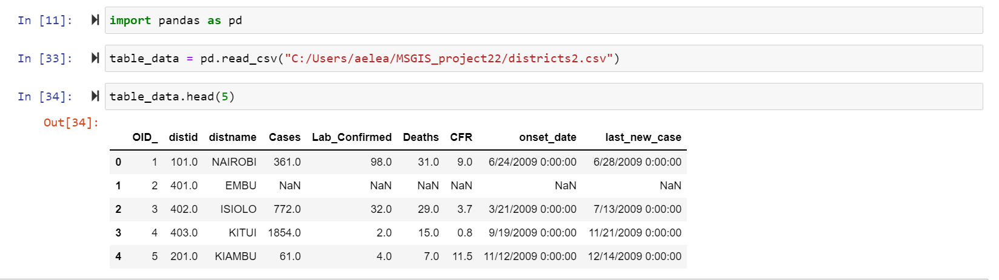 In [11]: import pandas as pd
In [33]: table_data = pd.read_csv("C:/Users/aelea/MSGIS_project22/districts2.csv")
In [34]: table_data.head(5)
Out[34]:
OID_ distid distname Cases Lab_Confirmed Deaths CFR onset_date last_new_case
0 1 101.0 NAIROBI 361.0 98.0 31.0 9.0 6/24/2009 0:00:00 6/28/2009 0:00:00
1 2 401.0 EMBU NaN NaN NaN NaN NaN NaN
2 3 402.0 ISIOLO 772.0 32.0 29.0 3.7 3/21/2009 0:00:00 7/13/2009 0:00:00
3 4 403.0 KITUI 1854.0 2.0 15.0 0.8 9/19/2009 0:00:00 11/21/2009 0:00:00
4 5 201.0 KIAMBU 61.0 4.0 7.0 11.5 11/12/2009 0:00:00 12/14/2009 0:00:00